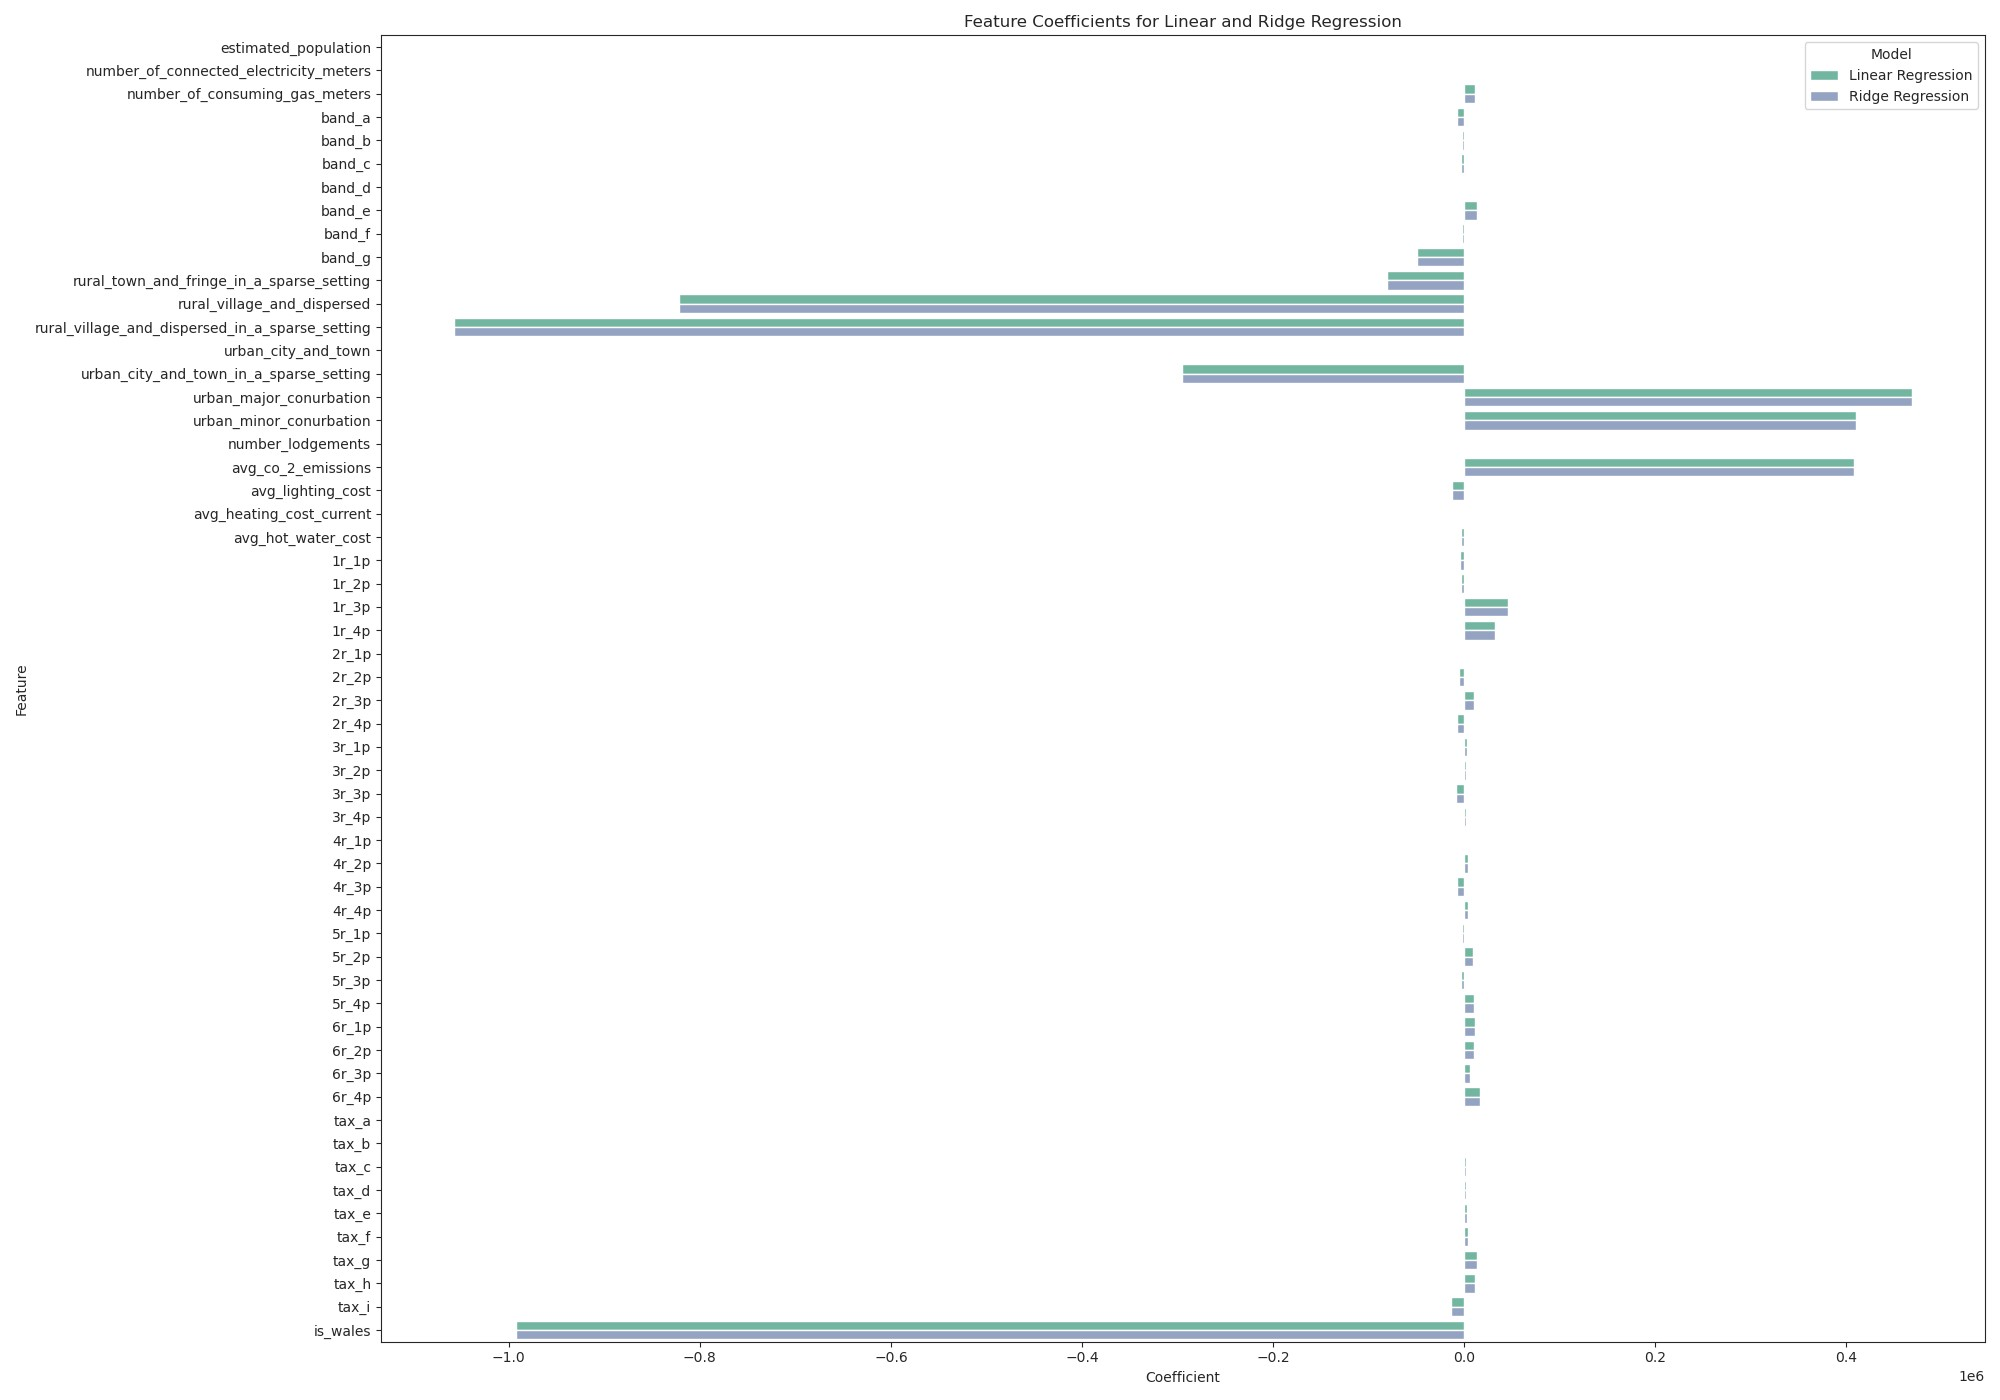 Feature Coefficients for Linear and Ridge Regression
Model
Linear Regression
Ridge Regression
Feature
estimated_population
number_of_connected_electricity_meters
number_of_consuming_gas_meters
band_a
band_b
band_c
band_d
band_e
band_f
band_g
rural_town_and_fringe_in_a_sparse_setting
rural_village_and_dispersed
rural_village_and_dispersed_in_a_sparse_setting
urban_city_and_town
urban_city_and_town_in_a_sparse_setting
urban_major_conurbation
urban_minor_conurbation
number_lodgements
avg_co_2_emissions
avg_lighting_cost
avg_heating_cost_current
avg_hot_water_cost
1r_1p
1r_2p
1r_3p
1r_4p
2r_1p
2r_2p
2r_3p
2r_4p
3r_1p
3r_2p
3r_3p
3r_4p
4r_1p
4r_2p
4r_3p
4r_4p
5r_1p
5r_2p
5r_3p
5r_4p
6r_1p
6r_2p
6r_3p
6r_4p
tax_a
tax_b
tax_c
tax_d
tax_e
tax_f
tax_g
tax_h
tax_i
is_wales
−1.0 −0.8 −0.6 −0.4 −0.2 0.0 0.2 0.4
Coefficient
1e6